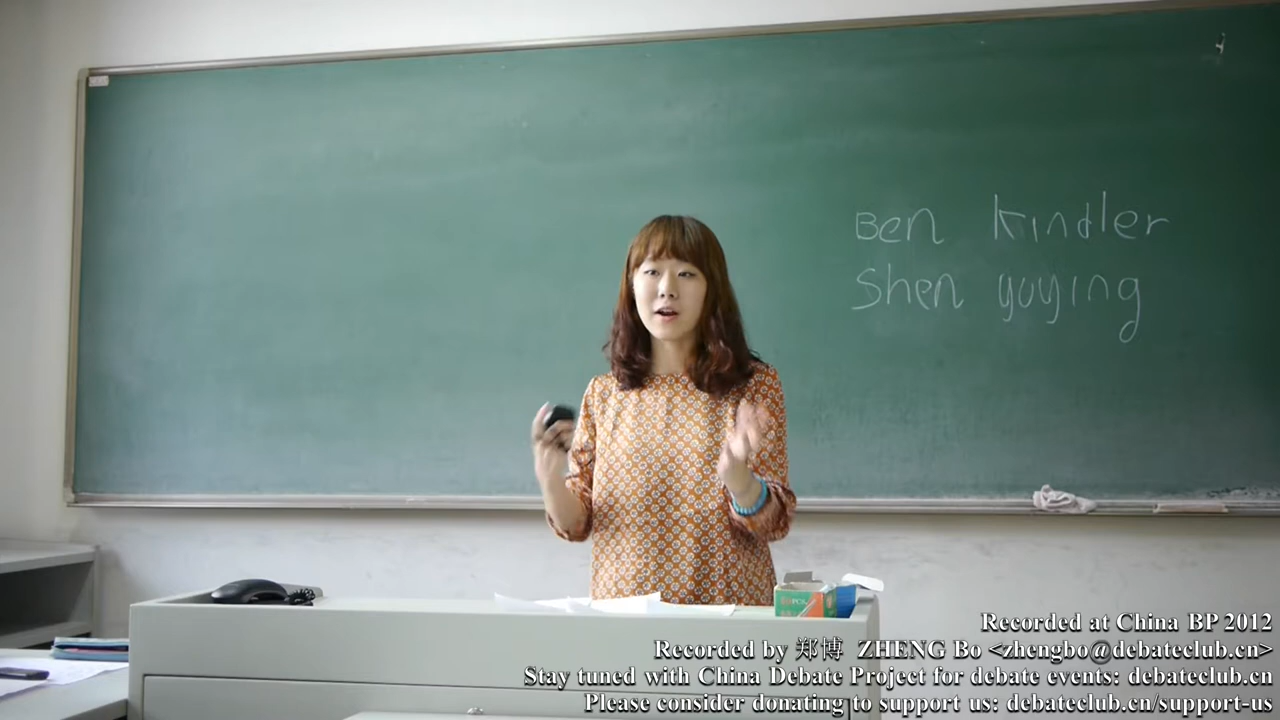 Ben kindler
Shen yuying
PCS
Recorded at China BP 2012
Recorded by 郑博 ZHENG Bo <zhengbo@debateclub.cn>
Stay tuned with China Debate Project for debate events: debateclub.cn
Please consider donating to support us: debateclub.cn/support-us